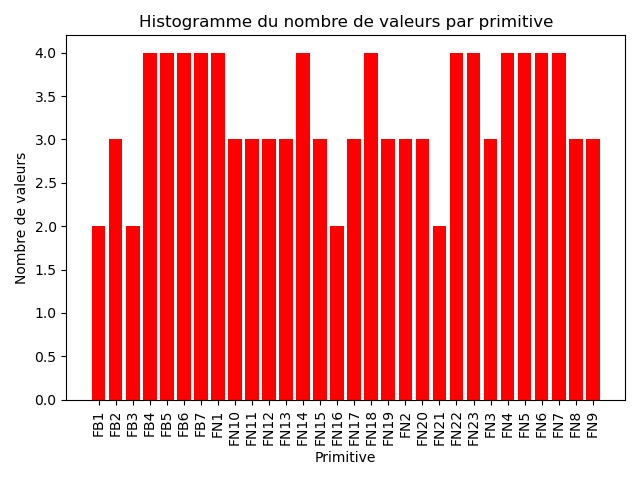 Histogramme du nombre de valeurs par primitive
Nombre de valeurs
4.0
3.5
3.0
2.5
2.0
1.5
1.0
0.5
0.0
FB1 FB2 FB3 FB4 FB5 FB6 FB7 FN1 FN10 FN11 FN12 FN13 FN14 FN15 FN16 FN17 FN18 FN19 FN2 FN20 FN21 FN22 FN23 FN3 FN4 FN5 FN6 FN7 FN8 FN9
Primitive